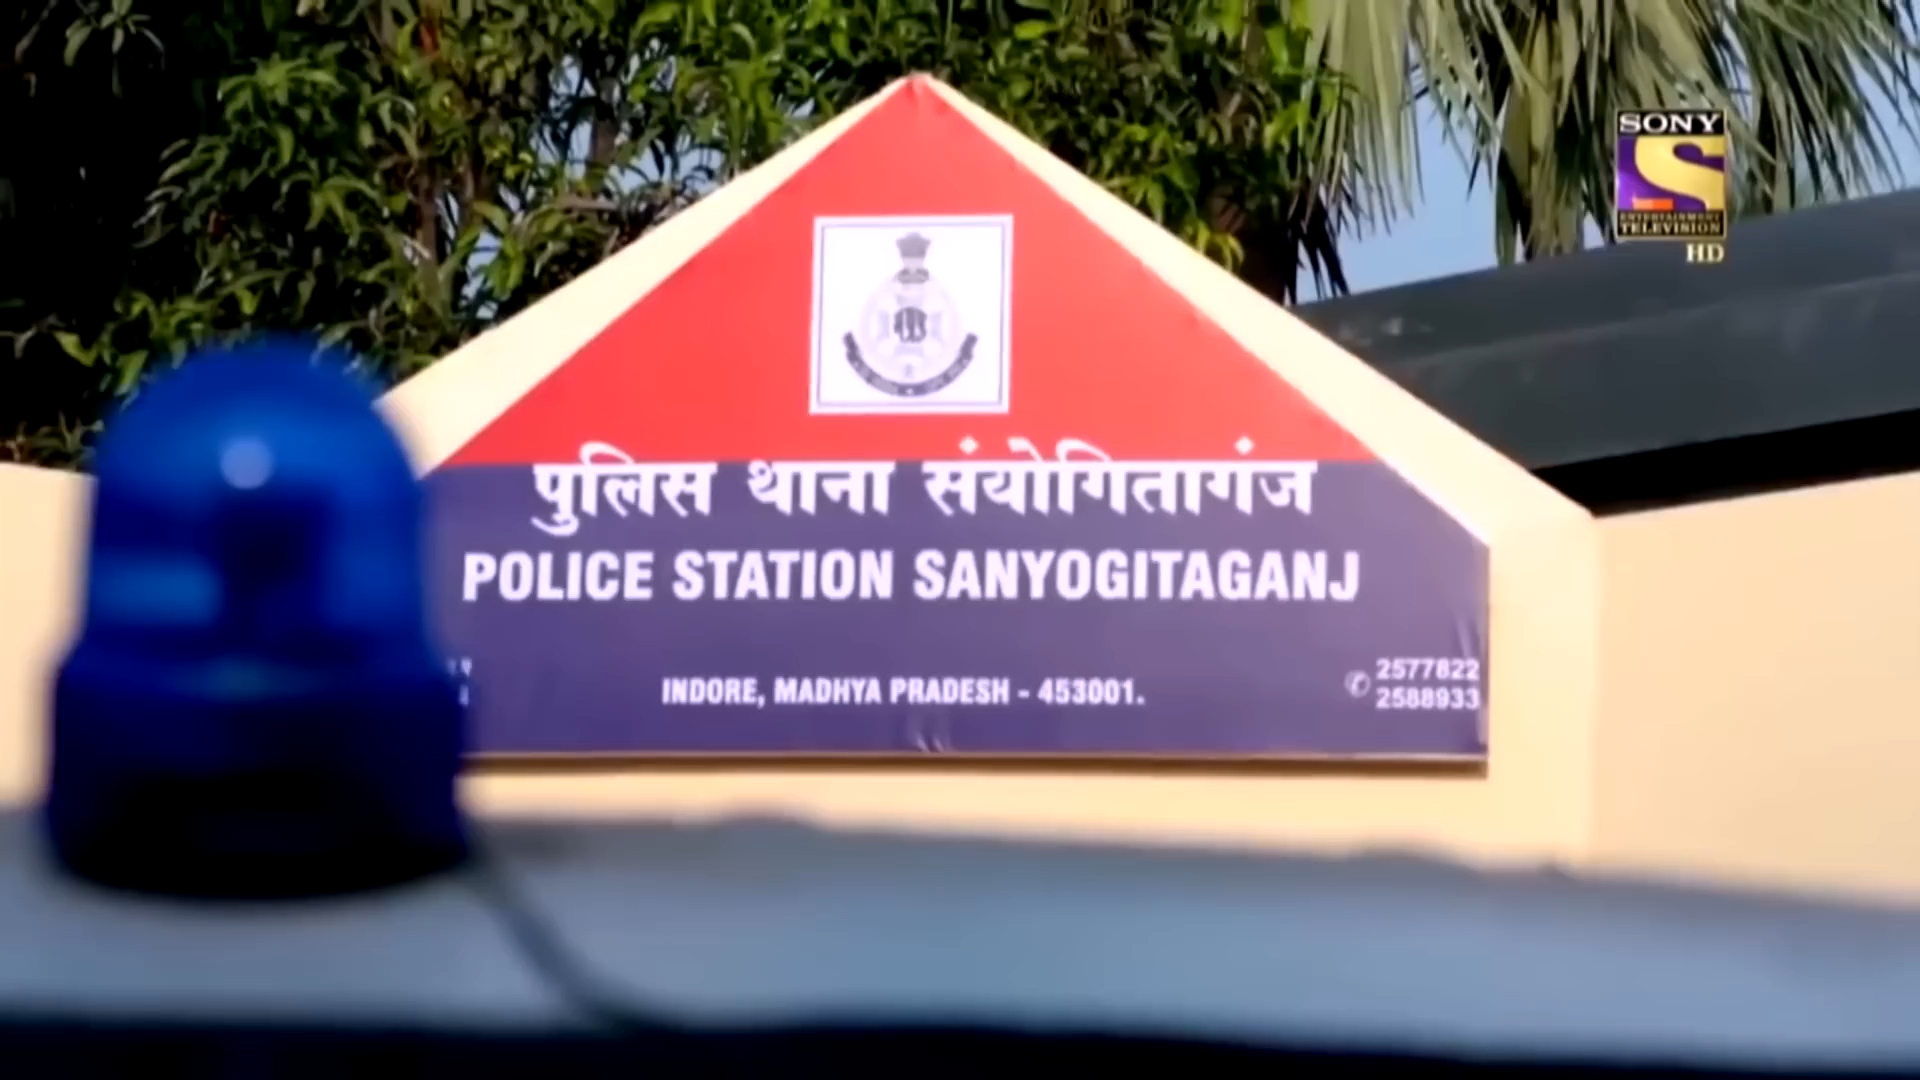 SONY
ENTERTAINMENT
TELEVISION
HD
पुलिस थाना संयोगितागंज
POLICE STATION SANYOGITAGANJ
INDORE, MADHYA PRADESH - 453001.
2577822
2588933